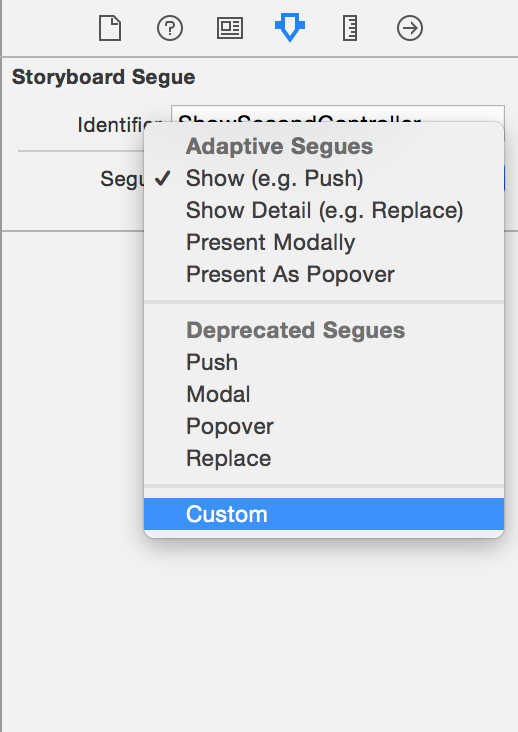 Storyboard Segue
Identifier
Adaptive Segues
Show (e.g. Push)
Show Detail (e.g. Replace)
Present Modally
Present As Popover
Deprecated Segues
Push
Modal
Popover
Replace
Custom